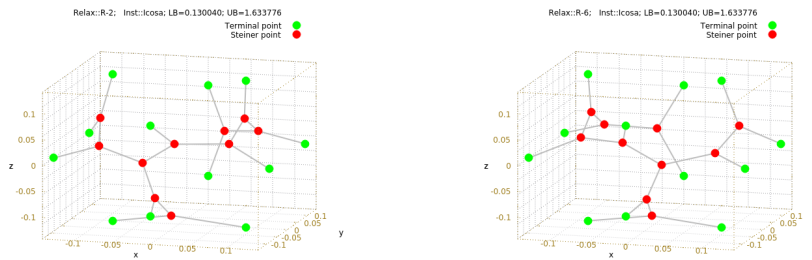 Relax::R-2; Inst::Icosa; LB=0.130040; UB=1.633776
Terminal point
Steiner point
0.1
0.05
0
-0.05
-0.1
z
-0.1
-0.05
0
0.05
0.1
x
-0.1
-0.05
0
0.05
0.1
y
Relax::R-6; Inst::Icosa; LB=0.130040; UB=1.633776
Terminal point
Steiner point
0.1
0.05
0
-0.05
-0.1
z
-0.1
-0.05
0
0.05
0.1
x
-0.1
-0.05
0
0.05
0.1